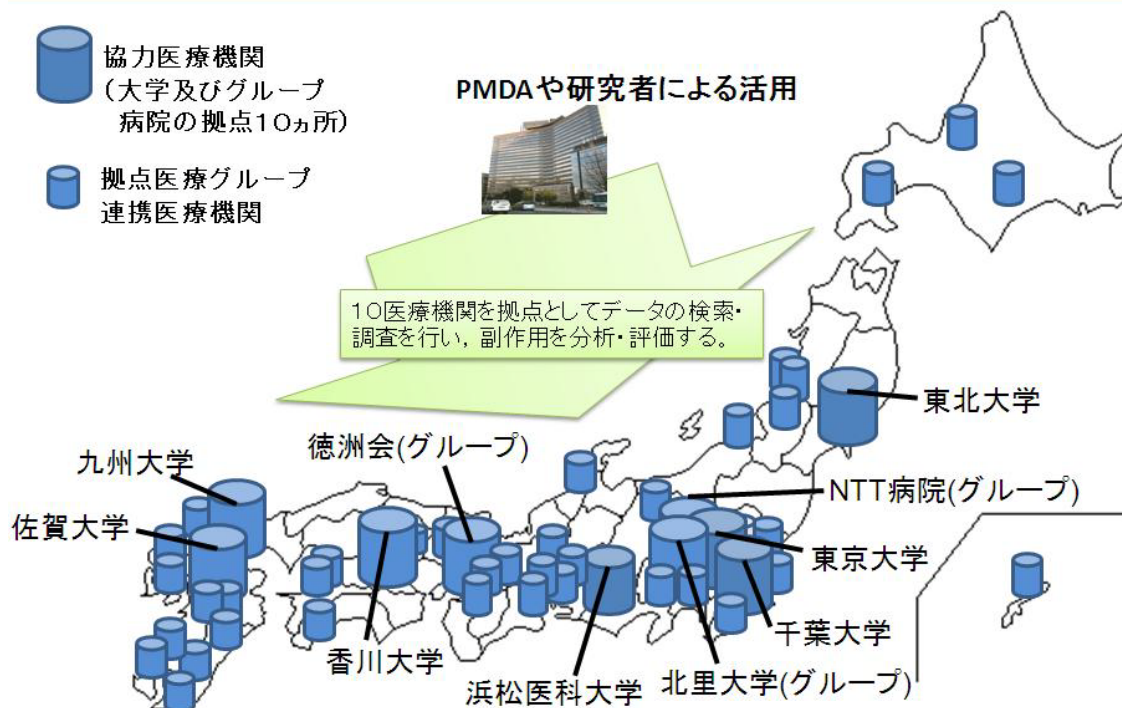 協力医療機関
(大学及びグループ
病院の拠点10ヵ所)
拠点医療グループ
連携医療機関
PMDAや研究者による活用
10医療機関を拠点としてデータの検索・
調査を行い，副作用を分析・評価する。
東北大学
徳洲会(グループ)
九州大学
NTT病院(グループ)
佐賀大学
東京大学
千葉大学
香川大学
浜松医科大学
北里大学(グループ)